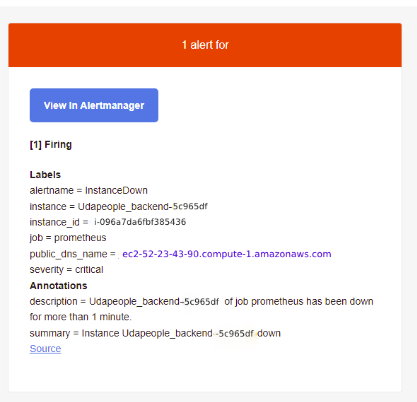 1 alert for
View in Alertmanager
[1] Firing
Labels
alertname = InstanceDown
instance = Udapeople_backend-5c965df
instance_id = i-096a7da6fbf385436
job = prometheus
public_dns_name = ec2-52-23-43-90.compute-1.amazonaws.com
severity = critical
Annotations
description = Udapeople_backend-5c965df of job prometheus has been down
for more than 1 minute.
summary = Instance Udapeople_backend-5c965df down
Source